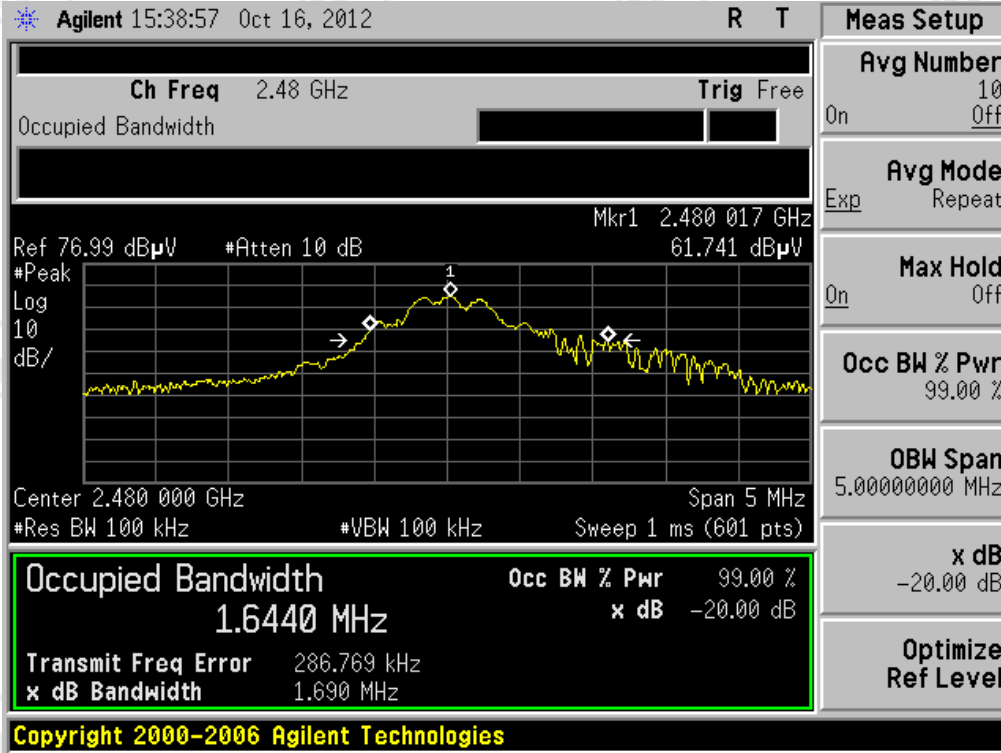 Agilent 15:38:57 Oct 16, 2012 R T
Meas Setup
Ch Freq 2.48 GHz Trig Free
Occupied Bandwidth
Mkr1 2.480 017 GHz
Ref 76.99 dBµV #Atten 10 dB 61.741 dBµV
#Peak
Log
10
dB/
1
Center 2.480 000 GHz Span 5 MHz
#Res BW 100 kHz #VBW 100 kHz Sweep 1 ms (601 pts)
Occupied Bandwidth Occ BW % Pwr 99.00 %
1.6440 MHz x dB -20.00 dB
Transmit Freq Error 286.769 kHz
x dB Bandwidth 1.690 MHz
Avg Number
10
On Off
Avg Mode
Exp Repeat
Max Hold
On Off
Occ BW % Pwr
99.00 %
OBW Span
5.00000000 MHz
x dB
-20.00 dB
Optimize
Ref Level
Copyright 2000-2006 Agilent Technologies